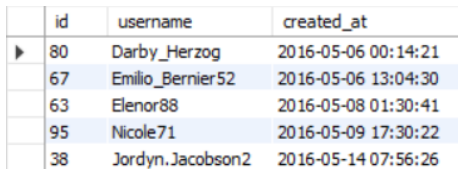 id username created_at
80 Darby_Herzog 2016-05-06 00:14:21
67 Emilio_Bernier52 2016-05-06 13:04:30
63 Elenor88 2016-05-08 01:30:41
95 Nicole71 2016-05-09 17:30:22
38 Jordyn.Jacobson2 2016-05-14 07:56:26